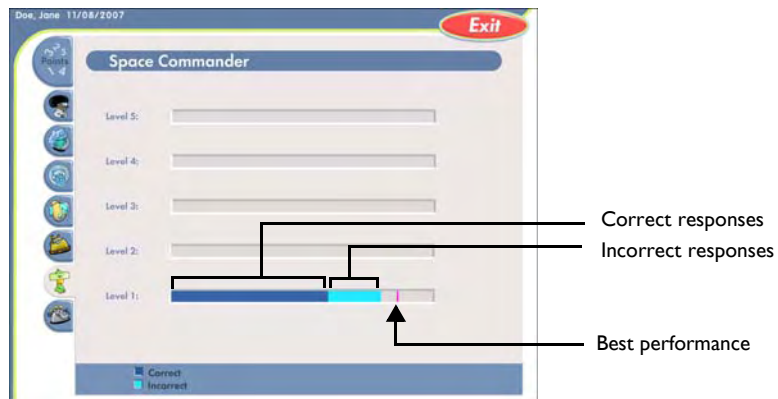 Doe, Jane 11/08/2007
Exit
Points
Space Commander
Level 5:
Level 4:
Level 3:
Level 2:
Level 1:
Correct
Incorrect
Correct responses
Incorrect responses
Best performance